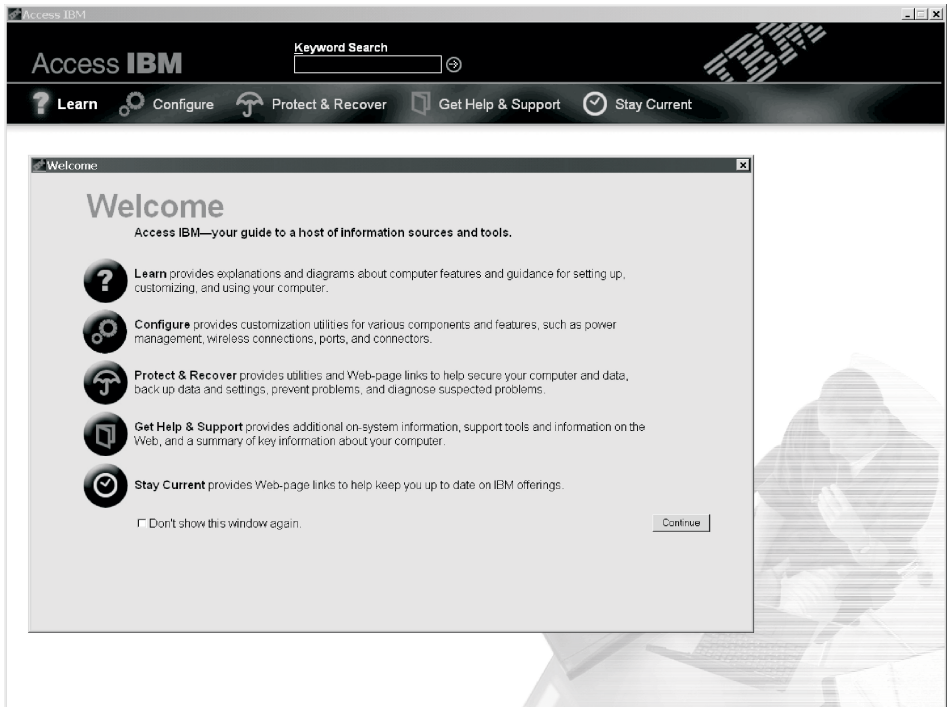 Access IBM
Access IBM
Keyword Search
IBM
Learn
Configure
Protect & Recover
Get Help & Support
Stay Current
Welcome
Welcome
Access IBM—your guide to a host of information sources and tools.
Learn provides explanations and diagrams about computer features and guidance for setting up,
customizing, and using your computer.
Configure provides customization utilities for various components and features, such as power
management, wireless connections, ports, and connectors.
Protect & Recover provides utilities and Web-page links to help secure your computer and data,
back up data and settings, prevent problems, and diagnose suspected problems.
Get Help & Support provides additional on-system information, support tools and information on the
Web, and a summary of key information about your computer.
Stay Current provides Web-page links to help keep you up to date on IBM offerings.
Don't show this window again.
Continue